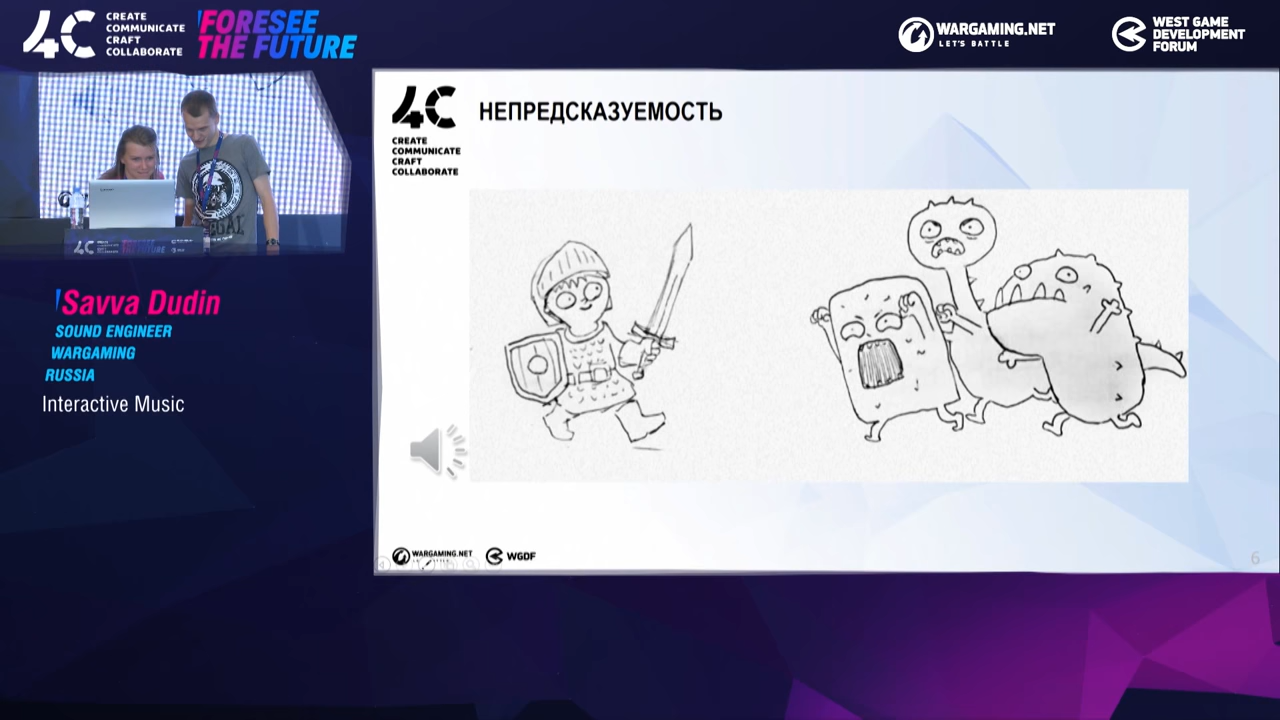 4C
CREATE
COMMUNICATE
CRAFT
COLLABORATE
FORESEE
THE FUTURE
WARGAMING.NET
LET'S BATTLE
WEST GAME
DEVELOPMENT
FORUM
4C
CREATE
COMMUNICATE
CRAFT
COLLABORATE
НЕПРЕДСКАЗУЕМОСТЬ
4C
Savva Dudin
SOUND ENGINEER
WARGAMING
RUSSIA
Interactive Music
WARGAMING.NET
WGDF
6